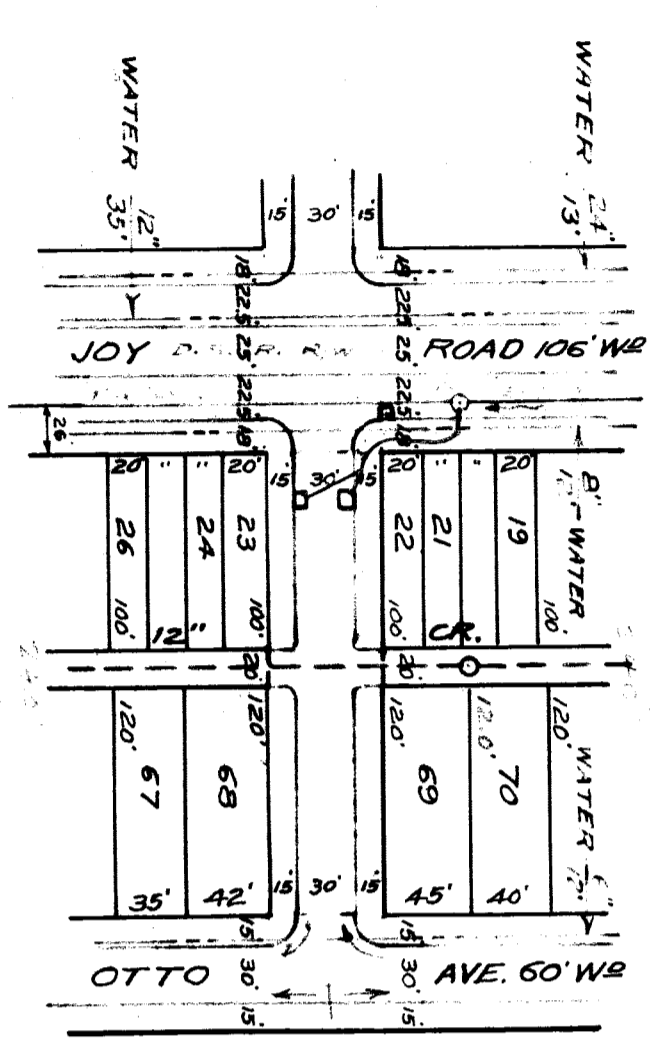 WATER 12" 35'
WATER 24" 13'
15' 30' 15'
18' 22.5' 25' 22.5' 18'
18' 22.5' 25' 22.5' 18'
JOY D.S.R. R.W. ROAD 106' WD
26'
15' 30' 15'
20' " " 20'
20' " " 20'
8" WATER
26 24 23
22 21 19
100' 100'
100' 100'
12" CR.
20' 20'
120' 120'
120' 120' 120'
67 68
69 70
WATER 6"
35' 42' 15' 30' 15' 45' 40'
15' 30' 15'
15' 30' 15'
OTTO AVE. 60' WD